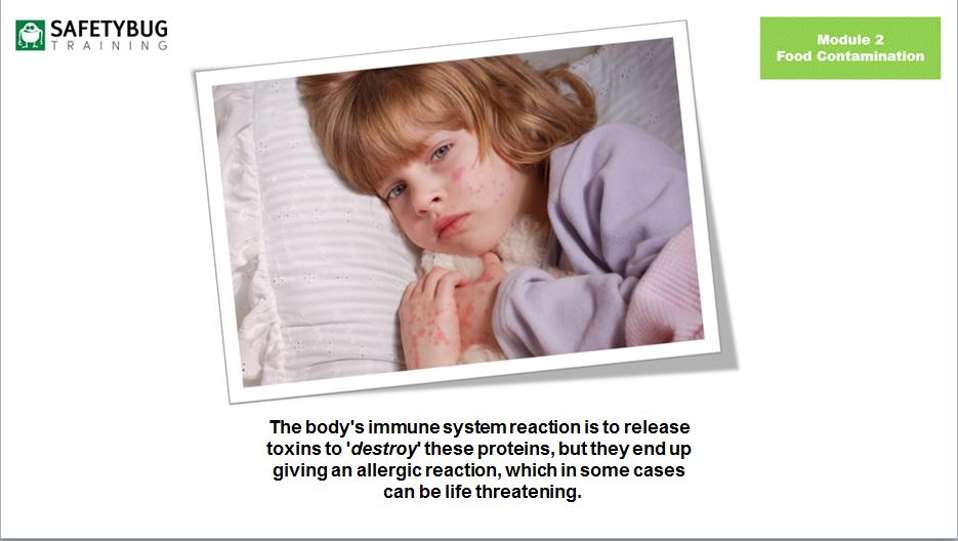 SAFETYBUG
TRAINING
Module 2
Food Contamination
The body's immune system reaction is to release
toxins to 'destroy' these proteins, but they end up
giving an allergic reaction, which in some cases
can be life threatening.